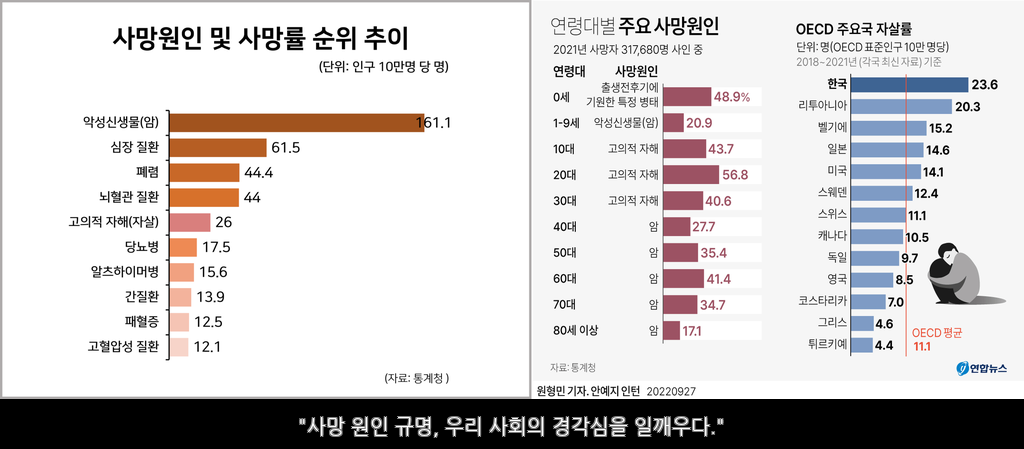 사망원인 및 사망률 순위 추이
(단위: 인구 10만명 당 명)
악성신생물(암) 161.1
심장 질환 61.5
폐렴 44.4
뇌혈관 질환 44
고의적 자해(자살) 26
당뇨병 17.5
알츠하이머병 15.6
간질환 13.9
패혈증 12.5
고혈압성 질환 12.1
(자료: 통계청 )
연령대별 주요 사망원인
2021년 사망자 317,680명 사인 중
연령대 사망원인
0세 출생전후기에 기원한 특정 병태 48.9%
1-9세 악성신생물(암) 20.9
10대 고의적 자해 43.7
20대 고의적 자해 56.8
30대 고의적 자해 40.6
40대 암 27.7
50대 암 35.4
60대 암 41.4
70대 암 34.7
80세 이상 암 17.1
자료: 통계청
OECD 주요국 자살률
단위: 명(OECD 표준인구 10만 명당)
2018~2021년 (각국 최신 자료) 기준
한국 23.6
리투아니아 20.3
벨기에 15.2
일본 14.6
미국 14.1
스웨덴 12.4
스위스 11.1
캐나다 10.5
독일 9.7
영국 8.5
코스타리카 7.0
그리스 4.6
튀르키예 4.4
OECD 평균
11.1
연합뉴스
원형민 기자. 안예지 인턴 20220927
"사망 원인 규명, 우리 사회의 경각심을 일깨우다."